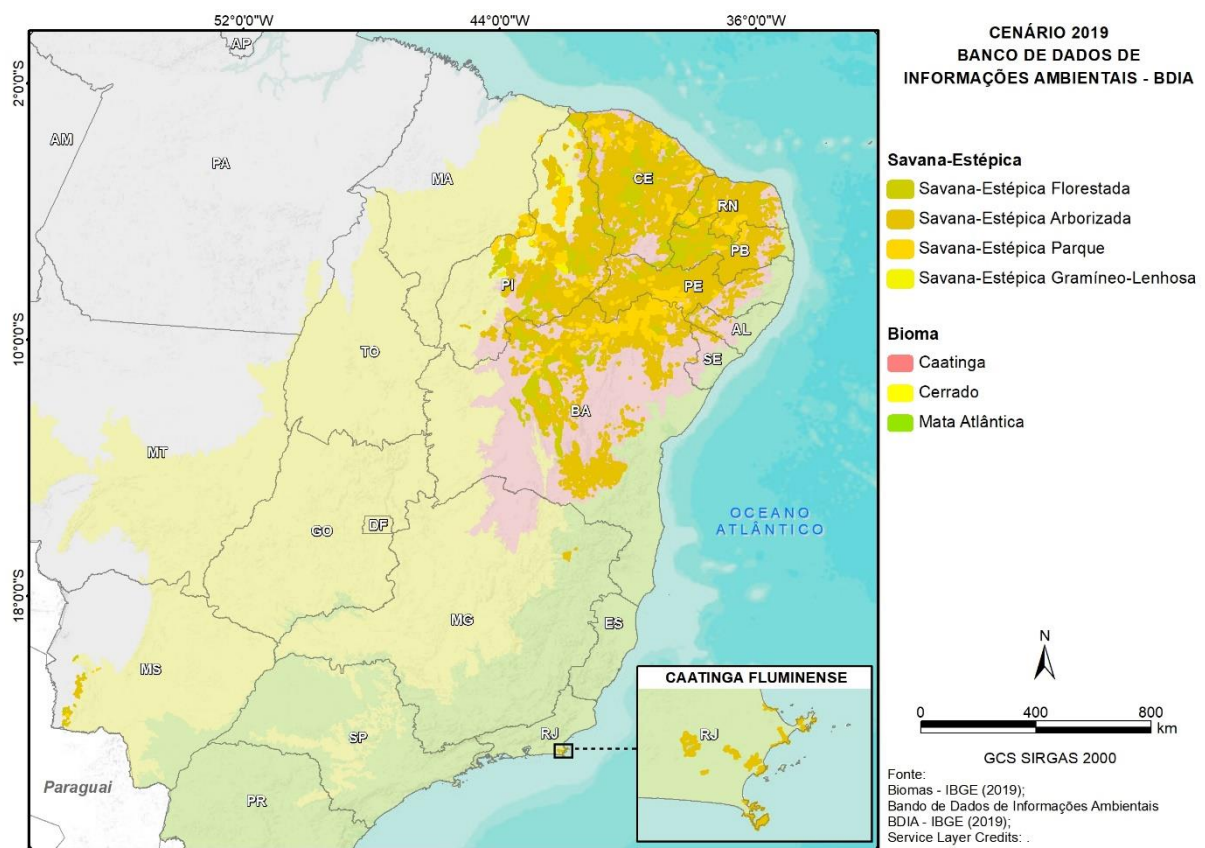 52°0'0"W
44°0'0"W
36°0'0"W
2°0'0"S
10°0'0"S
18°0'0"S
AP
AM
PA
MA
CE
RN
PB
PI
PE
AL
SE
TO
BA
MT
GO
DF
MG
ES
MS
SP
RJ
PR
Paraguai
OCEANO
ATLÂNTICO
CAATINGA FLUMINENSE
RJ
CENÁRIO 2019
BANCO DE DADOS DE
INFORMAÇÕES AMBIENTAIS - BDIA
Savana-Estépica
Savana-Estépica Florestada
Savana-Estépica Arborizada
Savana-Estépica Parque
Savana-Estépica Gramíneo-Lenhosa
Bioma
Caatinga
Cerrado
Mata Atlântica
N
0 400 800
km
GCS SIRGAS 2000
Fonte:
Biomas - IBGE (2019);
Bando de Dados de Informações Ambientais
BDIA - IBGE (2019);
Service Layer Credits: .